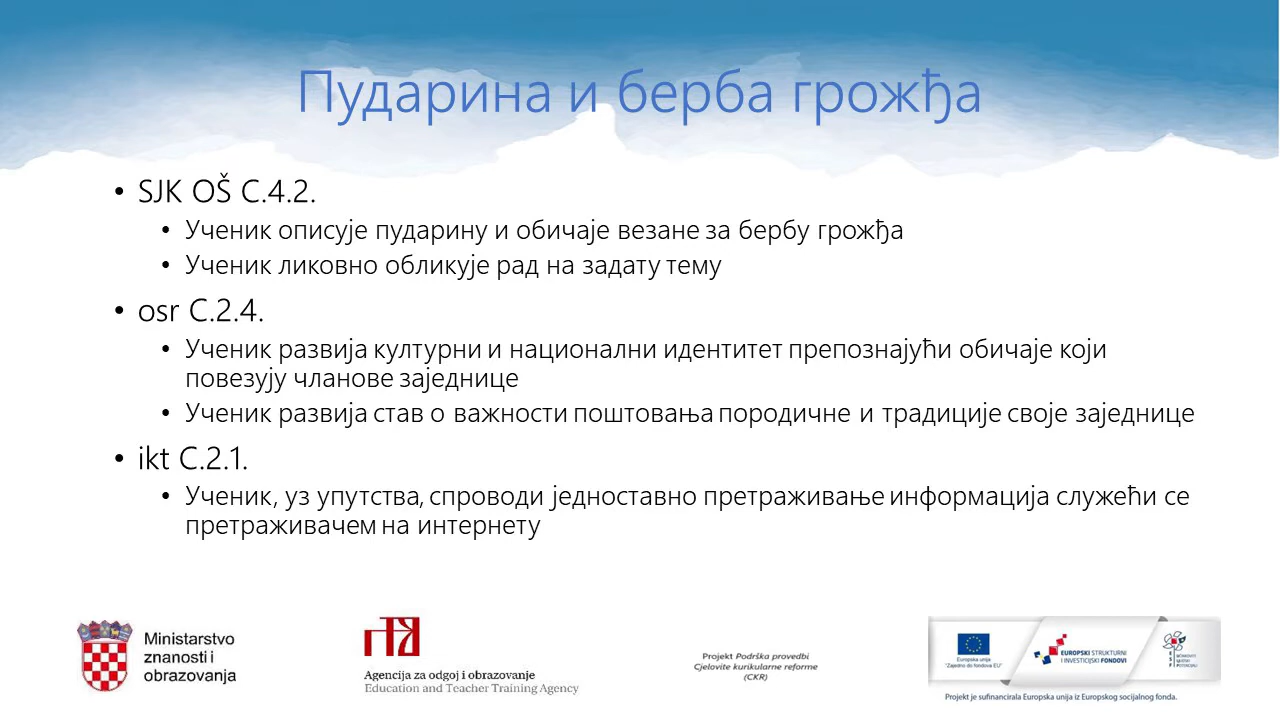 Пударина и берба грожђа
• SJK OŠ C.4.2.
• Ученик описује пударину и обичаје везане за бербу грожђа
• Ученик ликовно обликује рад на задату тему
• osr C.2.4.
• Ученик развија културни и национални идентитет препознајући обичаје који
повезују чланове заједнице
• Ученик развија став о важности поштовања породичне и традиције своје заједнице
• ikt C.2.1.
• Ученик, уз упутства, спроводи једноставно претраживање информација служећи се
претраживачем на интернету
Ministarstvo
znanosti i
obrazovanja
Agencija za odgoj i obrazovanje
Education and Teacher Training Agency
Projekt Podrška provedbi
Cjelovite kurikularne reforme
(CKR)
Europska unija
"Zajedno do fondova EU"
EUROPSKI STRUKTURNI
I INVESTICIJSKI FONDOVI
Projekt je sufinancirala Europska unija iz Europskog socijalnog fonda.